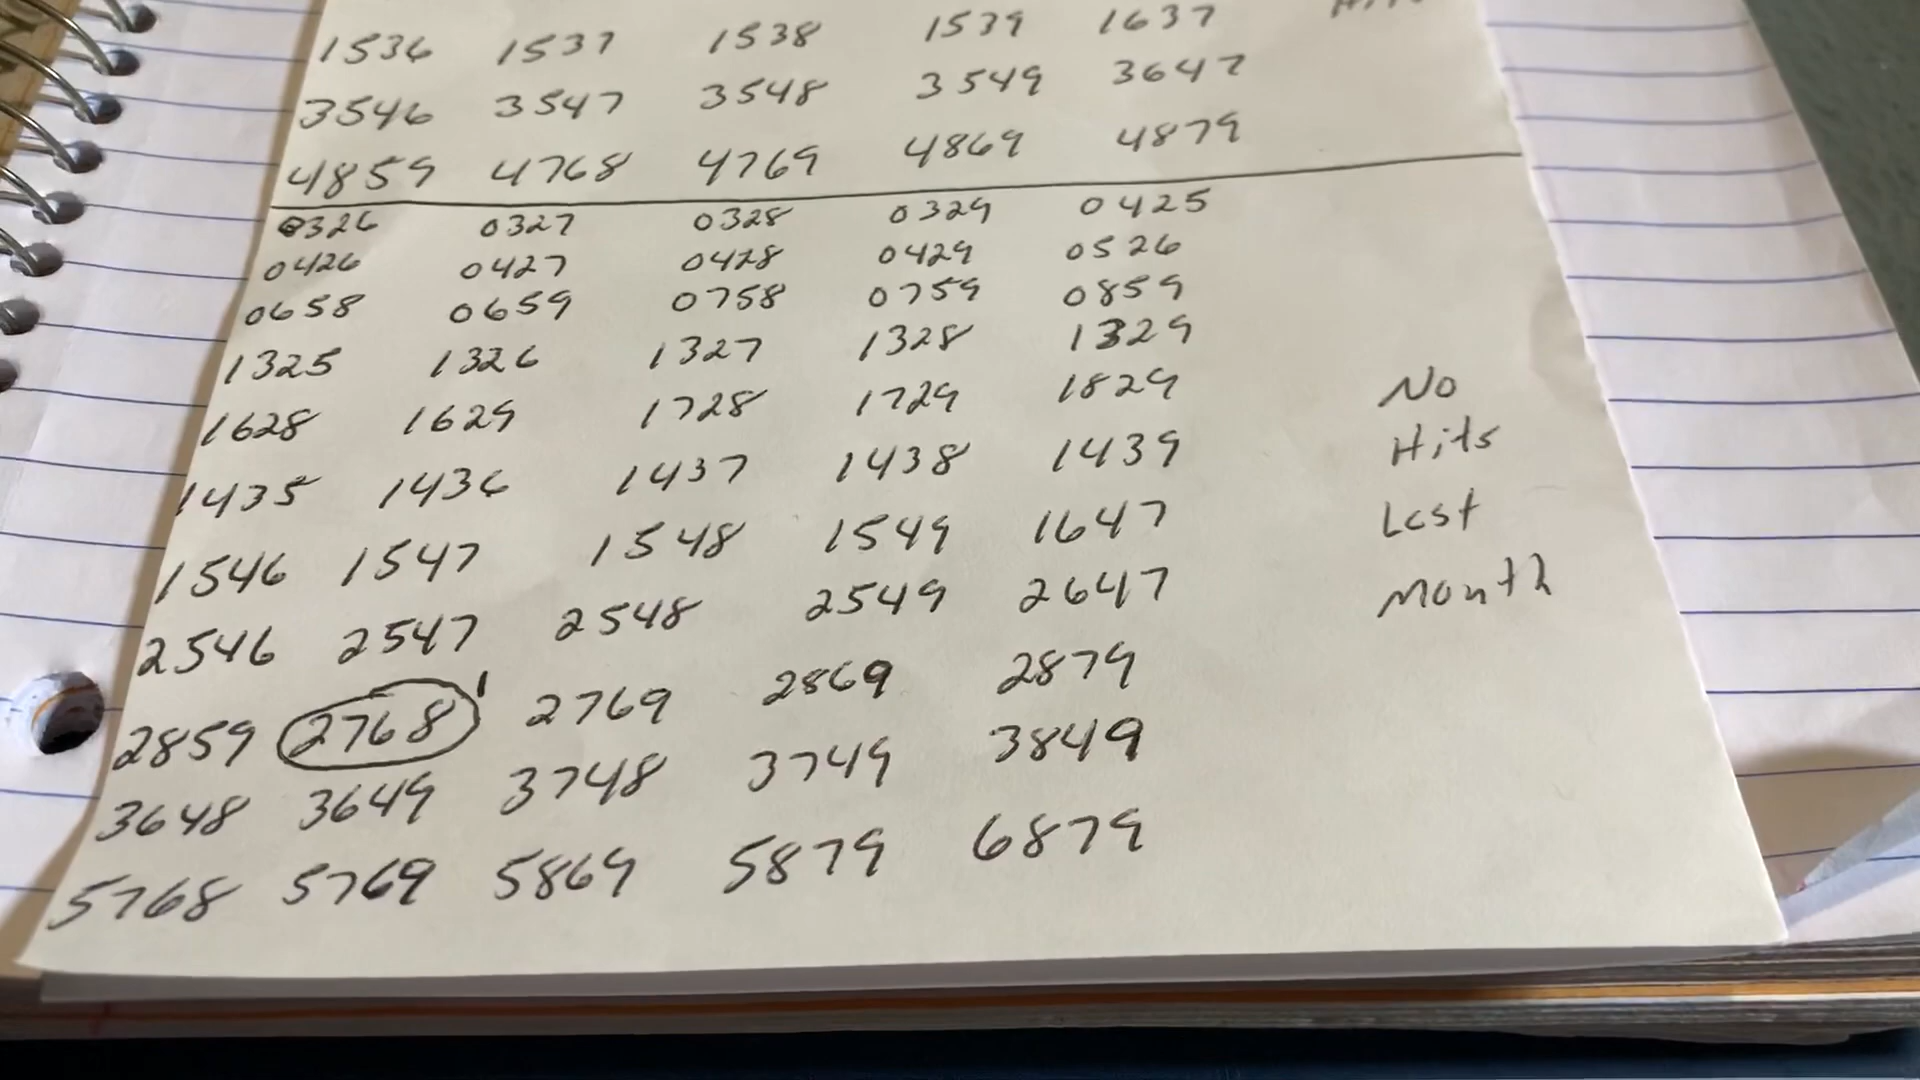 1536 1537 1538 1539 1637
3546 3547 3548 3549 3647
4859 4768 4769 4869 4879
0326 0327 0328 0329 0425
0426 0427 0428 0429 0526
0658 0659 0758 0759 0859
1325 1326 1327 1328 1329
1628 1629 1728 1729 1829
No
1435 1436 1437 1438 1439
Hits
1546 1547 1548 1549 1647
Last
2546 2547 2548 2549 2647
Month
2859 2768 2769 2869 2879
3648 3649 3748 3749 3849
5768 5769 5869 5879 6879